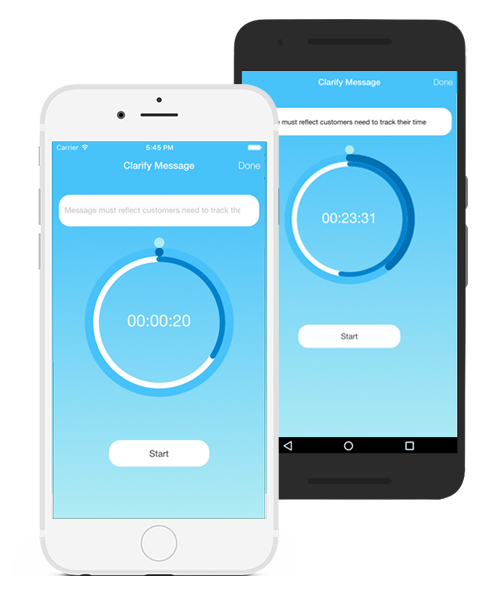 Carrier 5:45 PM
Clarify Message Done
Message must reflect customers need to track the
00:00:20
Start
Clarify Message Done
must reflect customers need to track their time
00:23:31
Start